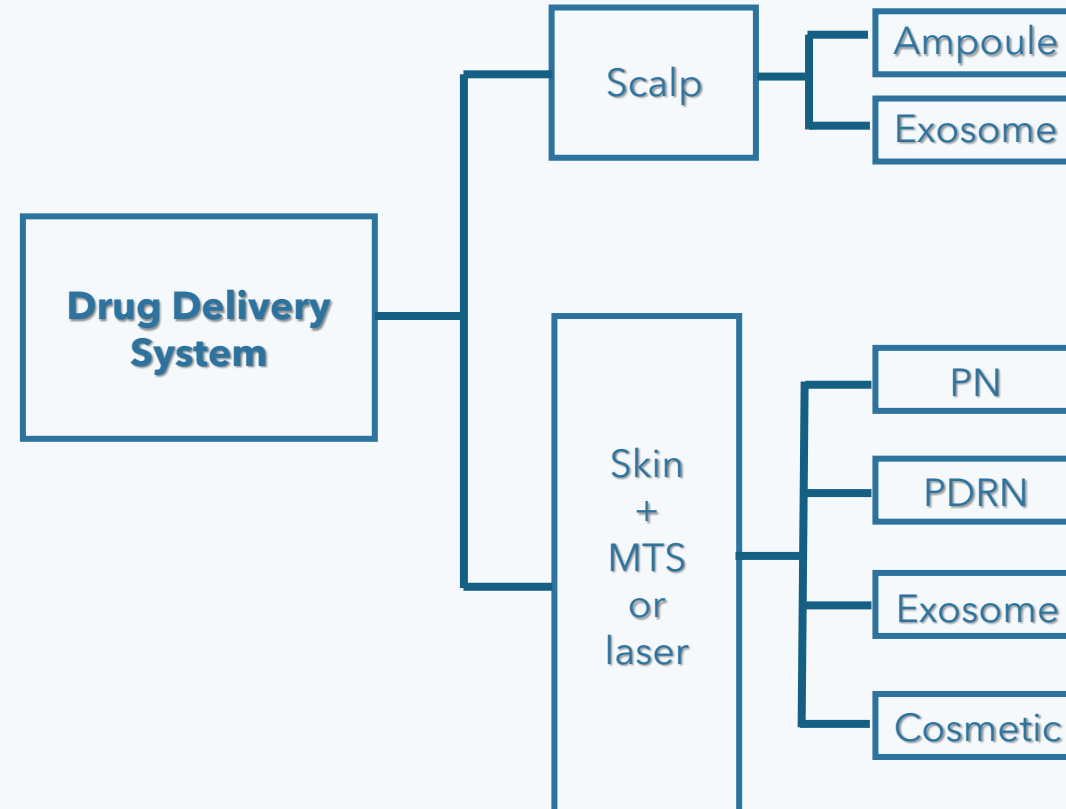 Drug Delivery
System
Scalp
Ampoule
Exosome
Skin
+
MTS
or
laser
PN
PDRN
Exosome
Cosmetic